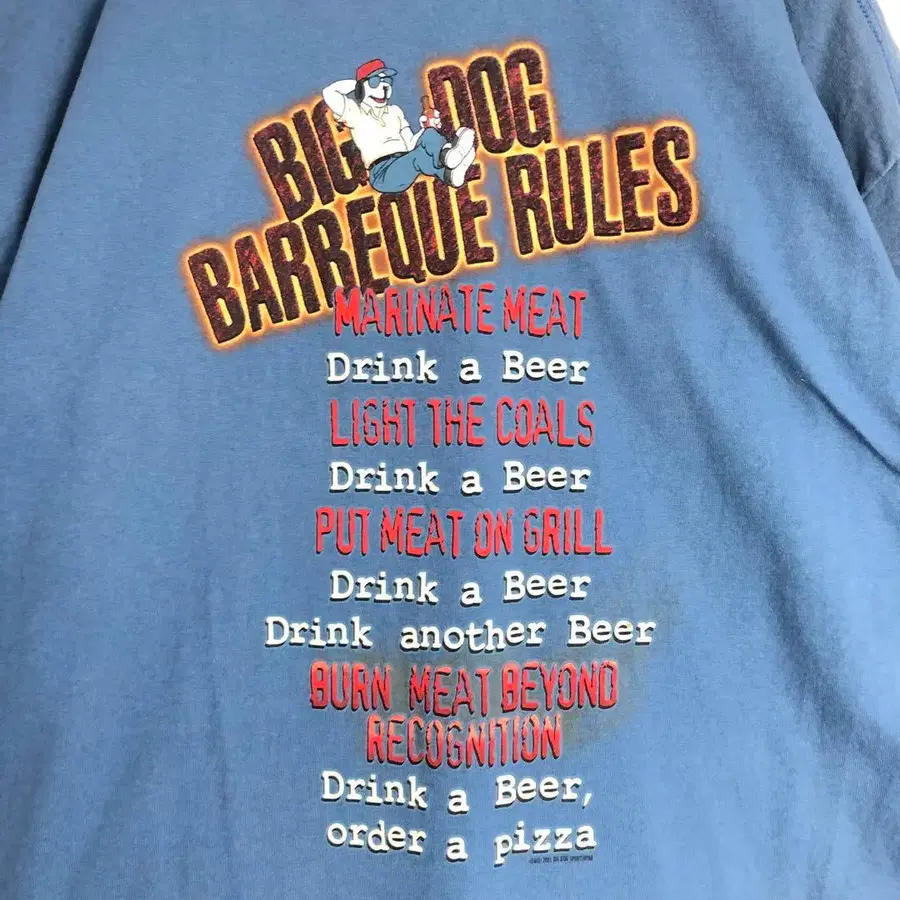 BIG DOG
BARBEQUE RULES
MARINATE MEAT
Drink a Beer
LIGHT THE COALS
Drink a Beer
PUT MEAT ON GRILL
Drink a Beer
Drink another Beer
BURN MEAT BEYOND
RECOGNITION
Drink a Beer,
order a pizza